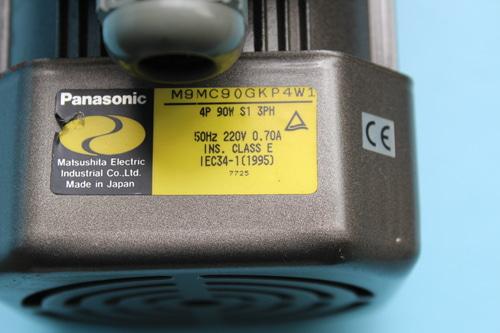 Panasonic
Matsushita Electric
Industrial Co.,Ltd.
Made in Japan
M9MC90GKP4W1
4P 90W S1 3PH
50Hz 220V 0.70A
INS. CLASS E
IEC34-1(1995)
7725
CE